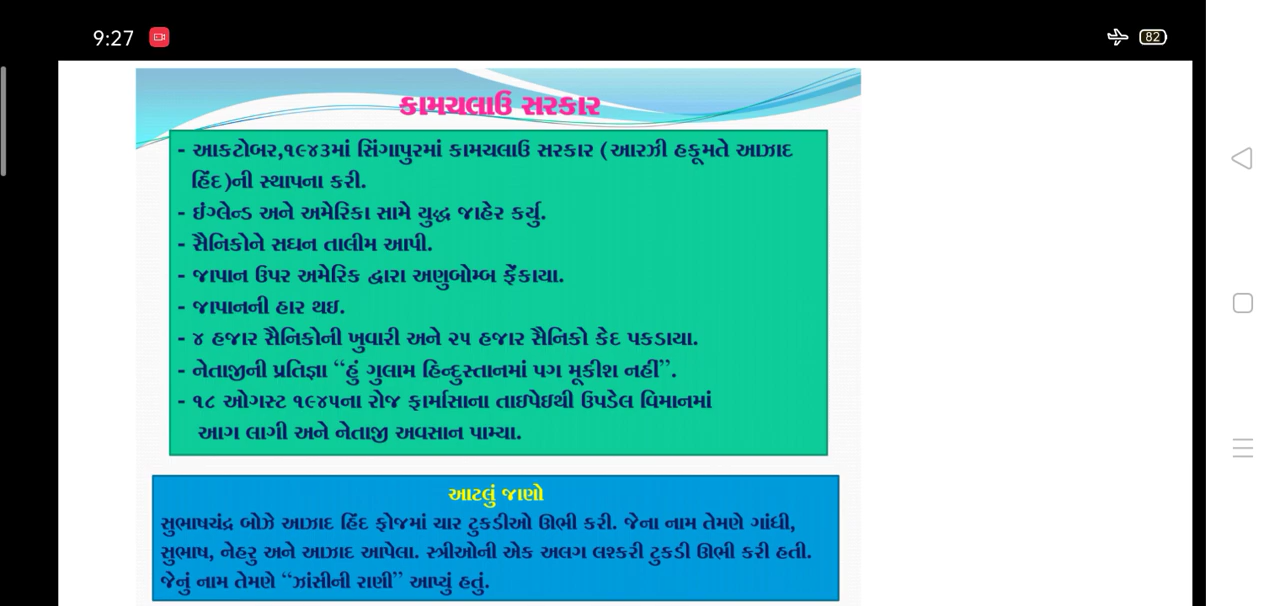 9:27
82
કામચલાઉ સરકાર
- આકટોબર,૧૯૪૩માં સિંગાપુરમાં કામચલાઉ સરકાર (આરઝી હકૂમતે આઝાદ
હિંદ)ની સ્થાપના કરી.
- ઇંગ્લેન્ડ અને અમેરિકા સામે યુદ્ધ જાહેર કર્યુ.
- સૈનિકોને સઘન તાલીમ આપી.
- જાપાન ઉપર અમેરિક દ્વારા અણુબોમ્બ ફેંકાયા.
- જાપાનની હાર થઇ.
- ૪ હજાર સૈનિકોની ખુવારી અને ૨૫ હજાર સૈનિકો કેદ પકડાયા.
- નેતાજીની પ્રતિજ્ઞા “હું ગુલામ હિન્દુસ્તાનમાં પગ મૂકીશ નહીં”.
- ૧૮ ઓગસ્ટ ૧૯૪૫ના રોજ ફાર્માસાના તાઇપેઇથી ઉપડેલ વિમાનમાં
આગ લાગી અને નેતાજી અવસાન પામ્યા.
આટલું જાણો
સુભાષચંદ્ર બોઝે આઝાદ હિંદ ફોજમાં ચાર ટુકડીઓ ઊભી કરી. જેના નામ તેમણે ગાંધી,
સુભાષ, નેહરુ અને આઝાદ આપેલા. સ્ત્રીઓની એક અલગ લશ્કરી ટુકડી ઊભી કરી હતી.
જેનું નામ તેમણે “ઝાંસીની રાણી” આપ્યું હતું.